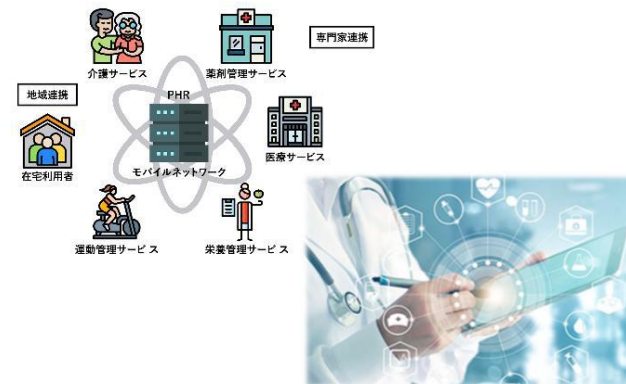 介護サービス
薬剤管理サービス
専門家連携
地域連携
PHR
医療サービス
在宅利用者
モバイルネットワーク
運動管理サービス
栄養管理サービス